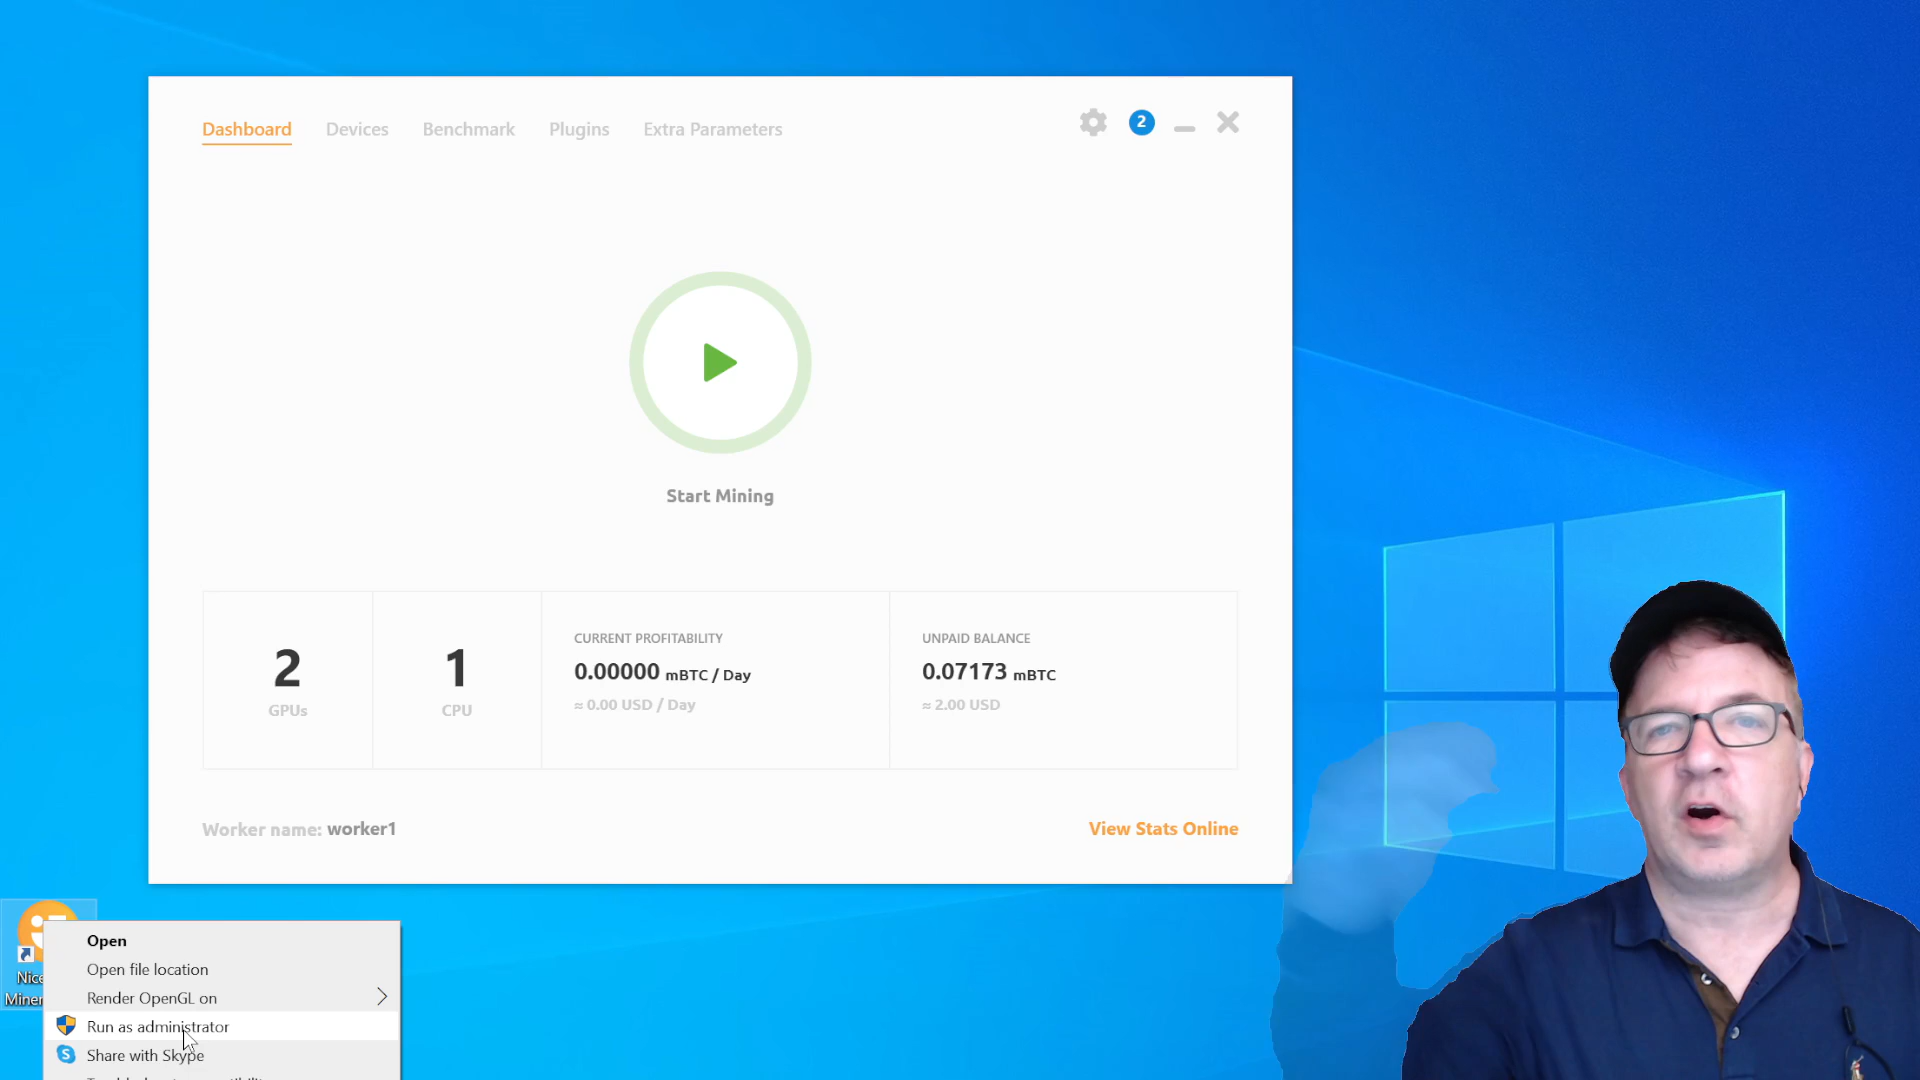 Dashboard Devices Benchmark Plugins Extra Parameters 2
Start Mining
2
GPUs
1
CPU
CURRENT PROFITABILITY
0.00000 mBTC / Day
≈ 0.00 USD / Day
UNPAID BALANCE
0.07173 mBTC
≈ 2.00 USD
Worker name: worker1
View Stats Online
Nice
Miner
Open
Open file location
Render OpenGL on
Run as administrator
S Share with Skype